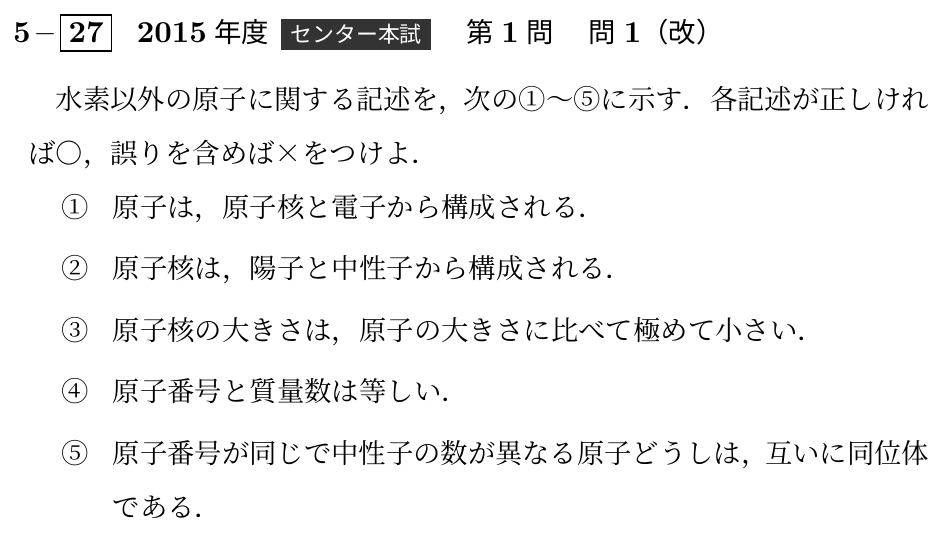 5－27 2015 年度 センター本試 第 1 問 問 1（改）
水素以外の原子に関する記述を，次の①～⑤に示す．各記述が正しけれ
ば○，誤りを含めば×をつけよ．
① 原子は，原子核と電子から構成される．
② 原子核は，陽子と中性子から構成される．
③ 原子核の大きさは，原子の大きさに比べて極めて小さい．
④ 原子番号と質量数は等しい．
⑤ 原子番号が同じで中性子の数が異なる原子どうしは，互いに同位体
である．